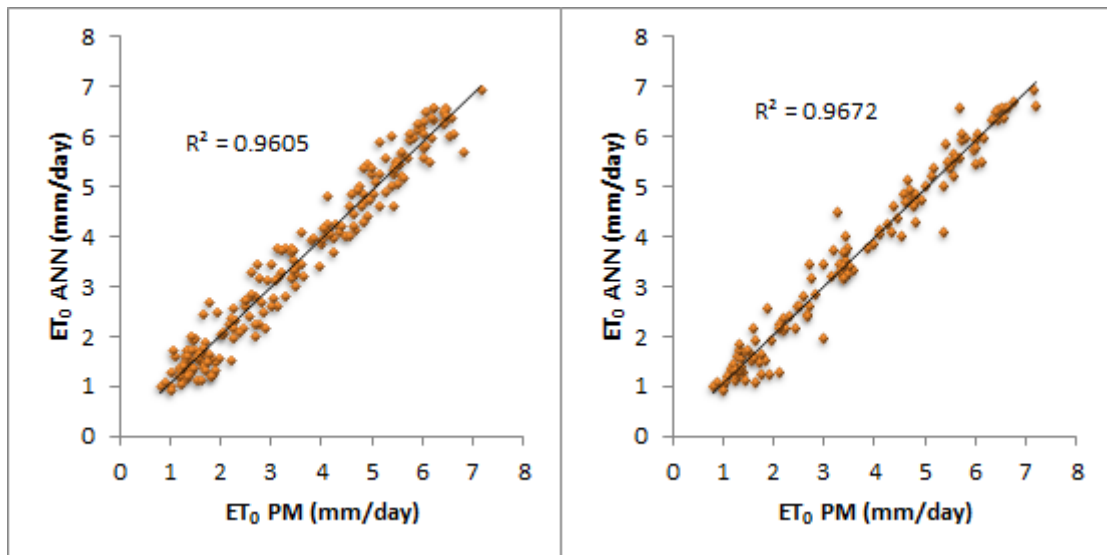 8
7
6
5
4
3
2
1
0
ET₀ ANN (mm/day)
R² = 0.9605
0 1 2 3 4 5 6 7 8
ET₀ PM (mm/day)
8
7
6
5
4
3
2
1
0
ET₀ ANN (mm/day)
R² = 0.9672
0 1 2 3 4 5 6 7 8
ET₀ PM (mm/day)